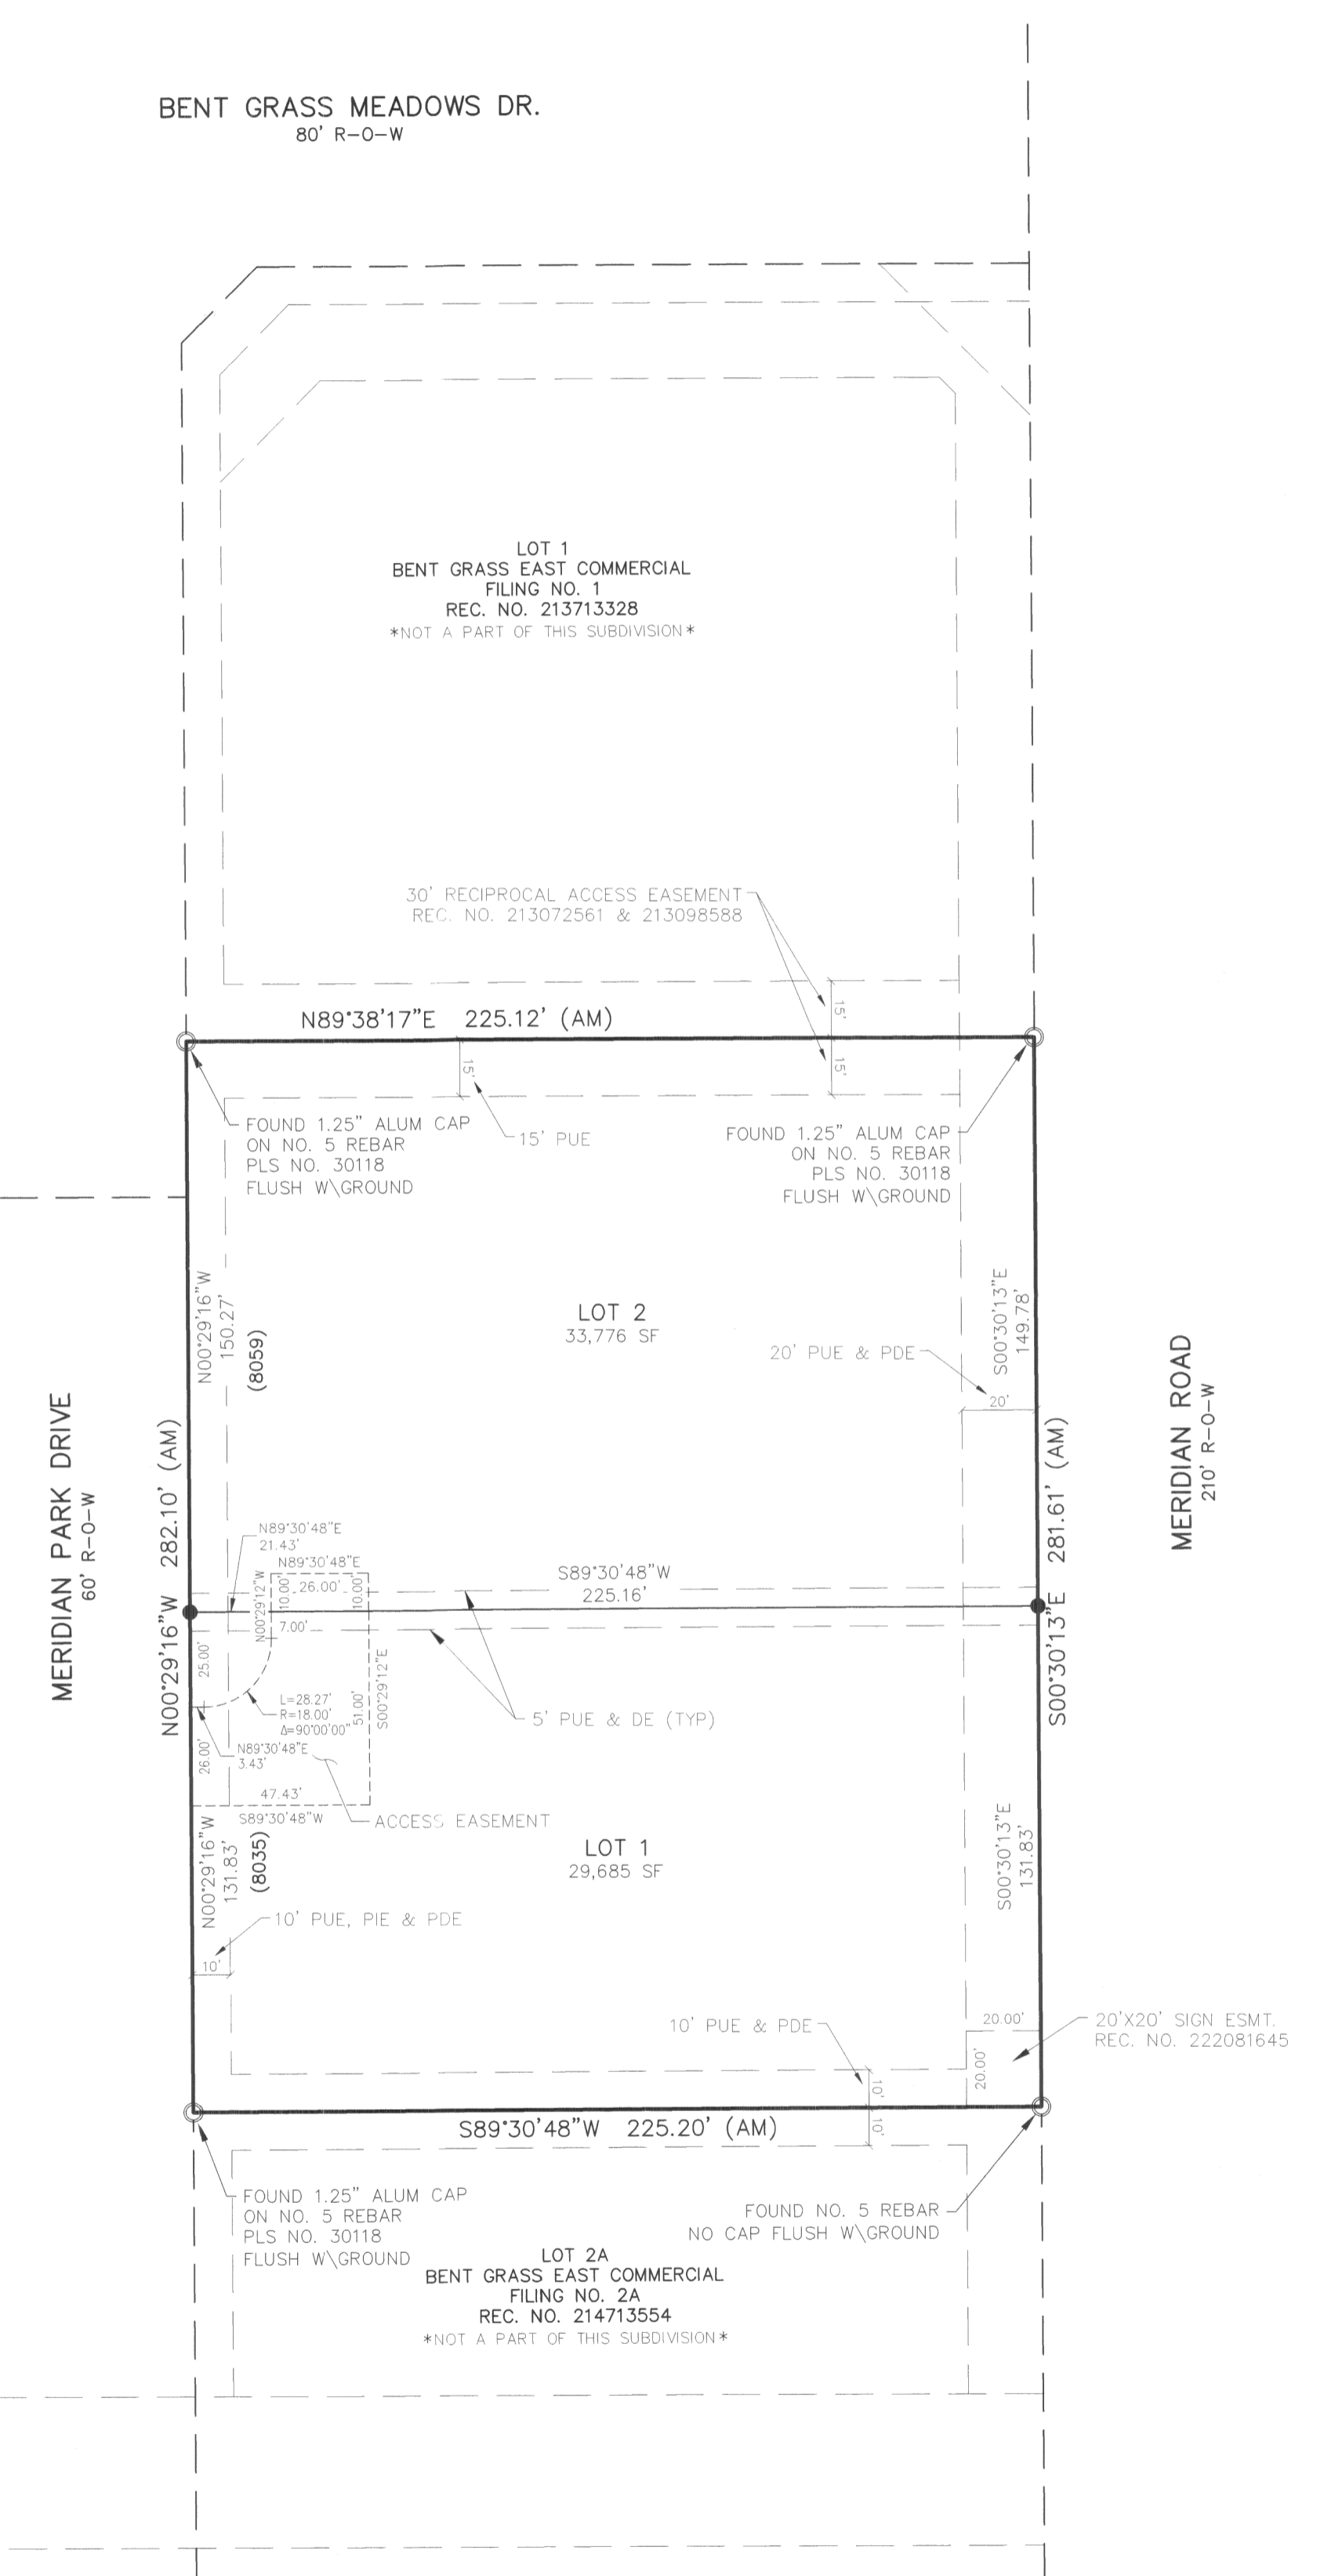 BENT GRASS MEADOWS DR.
80' R-O-W
LOT 1
BENT GRASS EAST COMMERCIAL
FILING NO. 1
REC. NO. 213713328
*NOT A PART OF THIS SUBDIVISION*
30' RECIPROCAL ACCESS EASEMENT
REC. NO. 213072561 & 213098588
15'
N89°38'17"E 225.12' (AM)
15'
15'
FOUND 1.25" ALUM CAP
ON NO. 5 REBAR
PLS NO. 30118
FLUSH W\GROUND
15' PUE
FOUND 1.25" ALUM CAP
ON NO. 5 REBAR
PLS NO. 30118
FLUSH W\GROUND
N00°29'16"W
150.27'
(8059)
LOT 2
33,776 SF
20' PUE & PDE
20'
S00°30'13"E
149.78'
MERIDIAN PARK DRIVE
60' R-O-W
N00°29'16"W 282.10' (AM)
S00°30'13"E 281.61' (AM)
MERIDIAN ROAD
210' R-O-W
N89°30'48"E
21.43'
N89°30'48"E
26.00'
10.00'
10.00'
N00°29'12"W
7.00'
S89°30'48"W
225.16'
25.00'
L=28.27'
R=18.00'
Δ=90°00'00"
51.00'
S00°29'12"E
5' PUE & DE (TYP)
26.00'
N89°30'48"E
3.43'
47.43'
S89°30'48"W
ACCESS EASEMENT
N00°29'16"W
131.83'
(8035)
LOT 1
29,685 SF
S00°30'13"E
131.83'
10' PUE, PIE & PDE
10'
10' PUE & PDE
20.00'
20.00'
20'X20' SIGN ESMT.
REC. NO. 222081645
10'
S89°30'48"W 225.20' (AM)
10'
FOUND 1.25" ALUM CAP
ON NO. 5 REBAR
PLS NO. 30118
FLUSH W\GROUND
FOUND NO. 5 REBAR
NO CAP FLUSH W\GROUND
LOT 2A
BENT GRASS EAST COMMERCIAL
FILING NO. 2A
REC. NO. 214713554
*NOT A PART OF THIS SUBDIVISION*